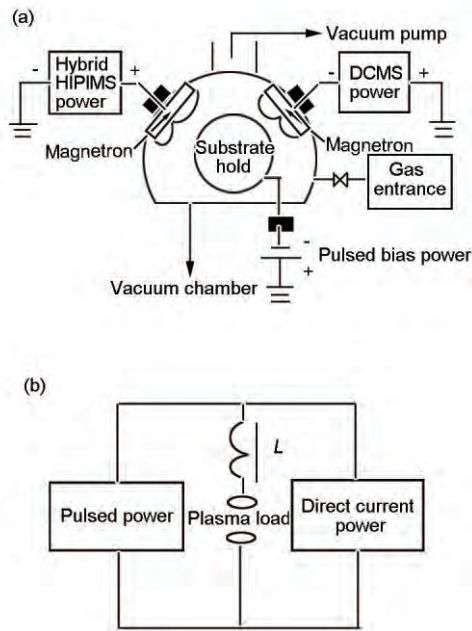 (a)
Vacuum pump
-
Hybrid
HIPIMS
power
+
-
DCMS
power
+
Magnetron
Substrate
hold
Magnetron
Gas
entrance
-
+
Pulsed bias power
Vacuum chamber
(b)
L
Pulsed power
Plasma load
Direct current
power